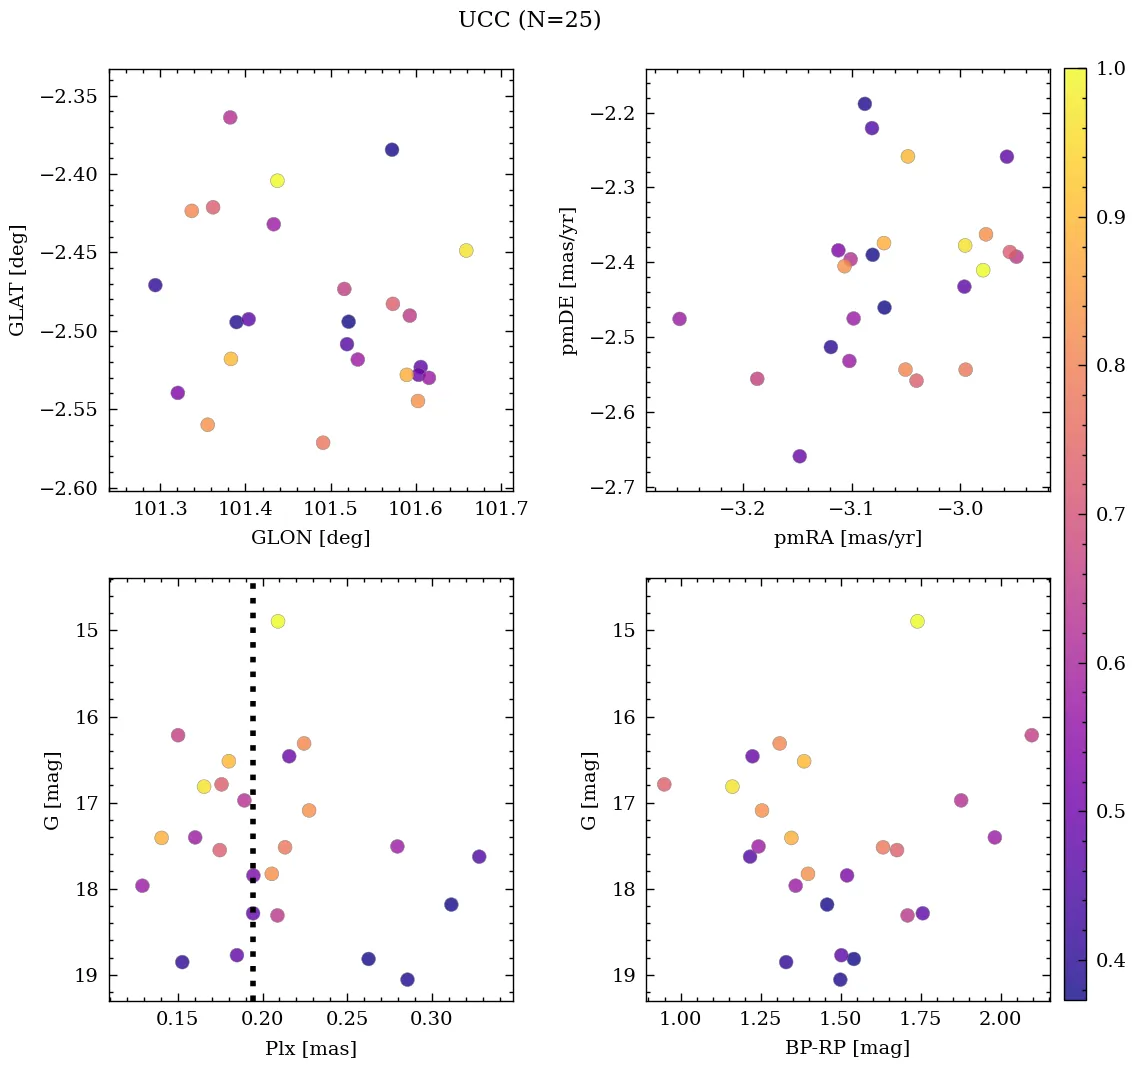 UCC (N=25)
−2.35
−2.40
−2.45
−2.50
−2.55
−2.60
GLAT [deg]
101.3 101.4 101.5 101.6 101.7
GLON [deg]
−2.2
−2.3
−2.4
−2.5
−2.6
−2.7
pmDE [mas/yr]
−3.2 −3.1 −3.0
pmRA [mas/yr]
15
16
17
18
19
G [mag]
0.15 0.20 0.25 0.30
Plx [mas]
15
16
17
18
19
G [mag]
1.00 1.25 1.50 1.75 2.00
BP-RP [mag]
1.0
0.9
0.8
0.7
0.6
0.5
0.4